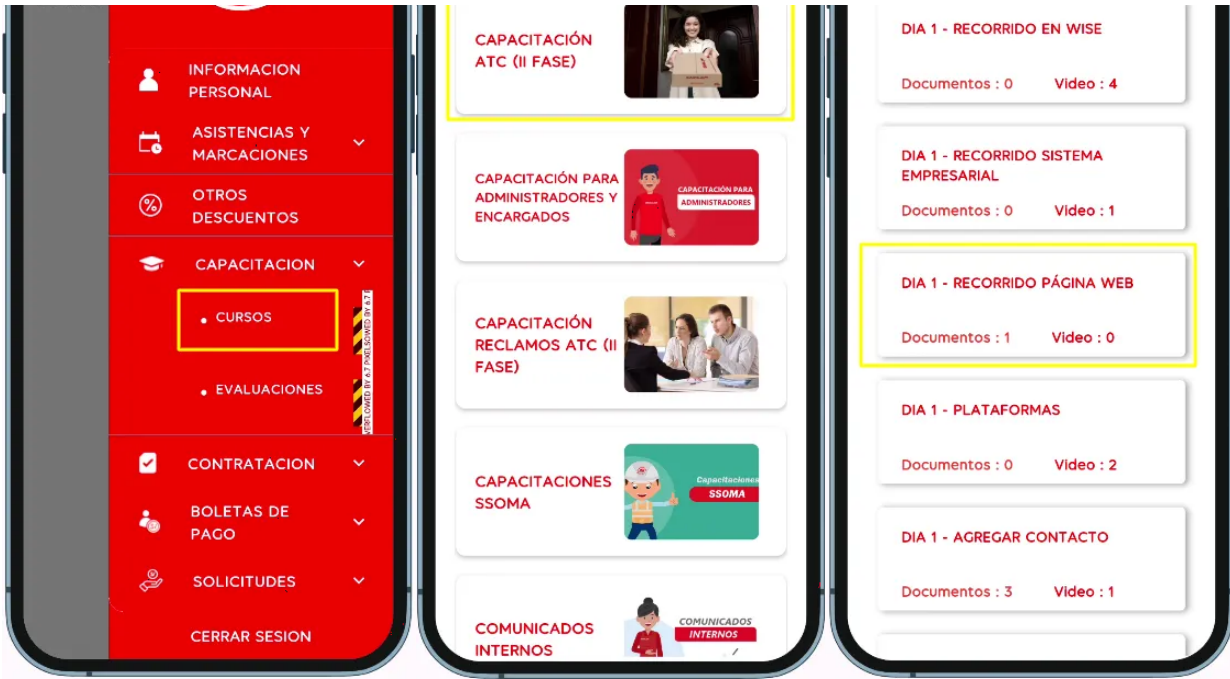 INFORMACION
PERSONAL
ASISTENCIAS Y
MARCACIONES
OTROS
DESCUENTOS
CAPACITACION
CURSOS
EVALUACIONES
CONTRATACION
BOLETAS DE
PAGO
SOLICITUDES
CERRAR SESION
CAPACITACIÓN
ATC (II FASE)
CAPACITACIÓN PARA
ADMINISTRADORES Y
ENCARGADOS
CAPACITACIÓN PARA
ADMINISTRADORES
CAPACITACIÓN
RECLAMOS ATC (II
FASE)
CAPACITACIONES
SSOMA
Capacitaciones
SSOMA
COMUNICADOS
INTERNOS
COMUNICADOS
INTERNOS
DIA 1 - RECORRIDO EN WISE
Documentos : 0 Video : 4
DIA 1 - RECORRIDO SISTEMA
EMPRESARIAL
Documentos : 0 Video : 1
DIA 1 - RECORRIDO PÁGINA WEB
Documentos : 1 Video : 0
DIA 1 - PLATAFORMAS
Documentos : 0 Video : 2
DIA 1 - AGREGAR CONTACTO
Documentos : 3 Video : 1